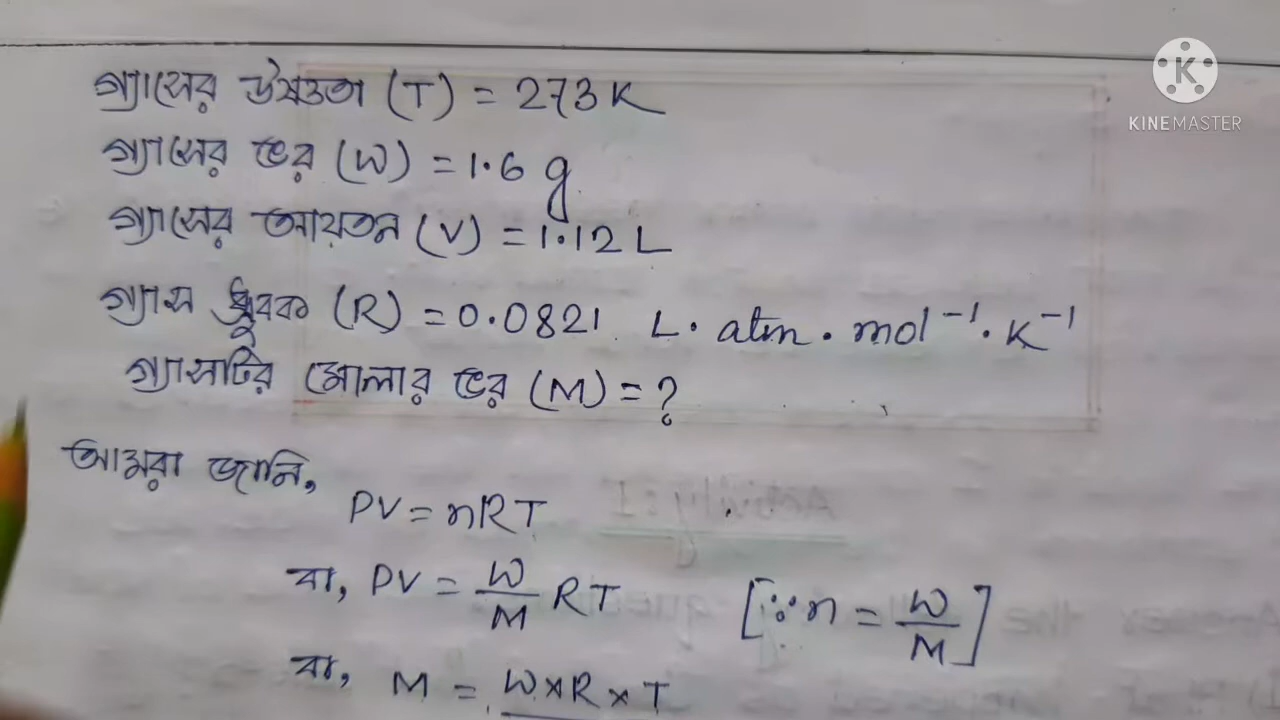 K
KINEMASTER
গ্যাসের উষ্ণতা (T) = 273 K
গ্যাসের ভর (W) = 1.6 g
গ্যাসের আয়তন (V) = 1.12 L
গ্যাস ধ্রুবক (R) = 0.0821 L. atm. mol⁻¹. K⁻¹
গ্যাসটির মোলার ভর (M) = ?
আমরা জানি,
PV = nRT
বা, PV = W/M RT [∵ n = W/M]
বা, M = W×R×T